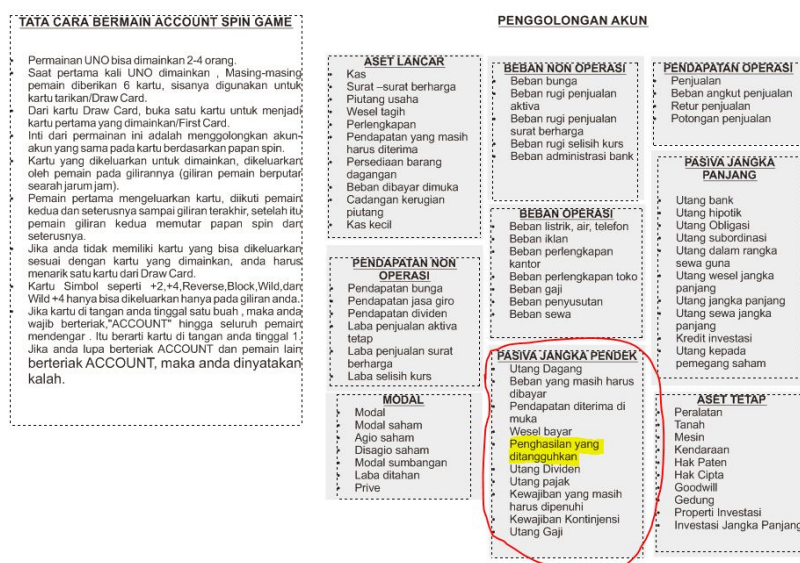 TATA CARA BERMAIN ACCOUNT SPIN GAME
Permainan UNO bisa dimainkan 2-4 orang.
Saat pertama kali UNO dimainkan , Masing-masing
pemain diberikan 6 kartu, sisanya digunakan untuk
kartu tarikan/Draw Card.
Dari kartu Draw Card, buka satu kartu untuk menjadi
kartu pertama yang dimainkan/First Card.
Inti dari permainan ini adalah menggolongkan akun-
akun yang sama pada kartu berdasarkan papan spin.
Kartu yang dikeluarkan untuk dimainkan, dikeluarkan
oleh pemain pada gilirannya (giliran pemain berputar
searah jarum jam).
Pemain pertama mengeluarkan kartu, diikuti pemain
kedua dan seterusnya sampai giliran terakhir, setelah itu
pemain giliran kedua memutar papan spin dan
seterusnya.
Jika anda tidak memiliki kartu yang bisa dikeluarkan
sesuai dengan kartu yang dimainkan, anda harus
menarik satu kartu dari Draw Card.
Kartu Simbol seperti +2,+4,Reverse,Block,Wild,dan
Wild +4 hanya bisa dikeluarkan hanya pada giliran anda.
Jika kartu di tangan anda tinggal satu buah , maka anda
wajib berteriak,"ACCOUNT" hingga seluruh pemain
mendengar . Itu berarti kartu di tangan anda tinggal 1.
Jika anda lupa berteriak ACCOUNT dan pemain lain
berteriak ACCOUNT, maka anda dinyatakan
kalah.
PENGGOLONGAN AKUN
ASET LANCAR
Kas
Surat –surat berharga
Piutang usaha
Wesel tagih
Perlengkapan
Pendapatan yang masih
harus diterima
Persediaan barang
dagangan
Beban dibayar dimuka
Cadangan kerugian
piutang
Kas kecil
PENDAPATAN NON
OPERASI
Pendapatan bunga
Pendapatan jasa giro
Pendapatan dividen
Laba penjualan aktiva
tetap
Laba penjualan surat
berharga
Laba selisih kurs
MODAL
Modal
Modal saham
Agio saham
Disagio saham
Modal sumbangan
Laba ditahan
Prive
BEBAN NON OPERASI
Beban bunga
Beban rugi penjualan
aktiva
Beban rugi penjualan
surat berharga
Beban rugi selisih kurs
Beban administrasi bank
BEBAN OPERASI
Beban listrik, air, telefon
Beban iklan
Beban perlengkapan
kantor
Beban perlengkapan toko
Beban gaji
Beban penyusutan
Beban sewa
PASIVA JANGKA PENDEK
Utang Dagang
Beban yang masih harus
dibayar
Pendapatan diterima di
muka
Wesel bayar
Penghasilan yang
ditangguhkan
Utang Dividen
Utang pajak
Kewajiban yang masih
harus dipenuhi
Kewajiban Kontinjensi
Utang Gaji
PENDAPATAN OPERASI
Penjualan
Beban angkut penjualan
Retur penjualan
Potongan penjualan
PASIVA JANGKA
PANJANG
Utang bank
Utang hipotik
Utang Obligasi
Utang subordinasi
Utang dalam rangka
sewa guna
Utang wesel jangka
panjang
Utang jangka panjang
Utang sewa jangka
panjang
Kredit investasi
Utang kepada
pemegang saham
ASET TETAP
Peralatan
Tanah
Mesin
Kendaraan
Hak Paten
Hak Cipta
Goodwill
Gedung
Properti Investasi
Investasi Jangka Panjang